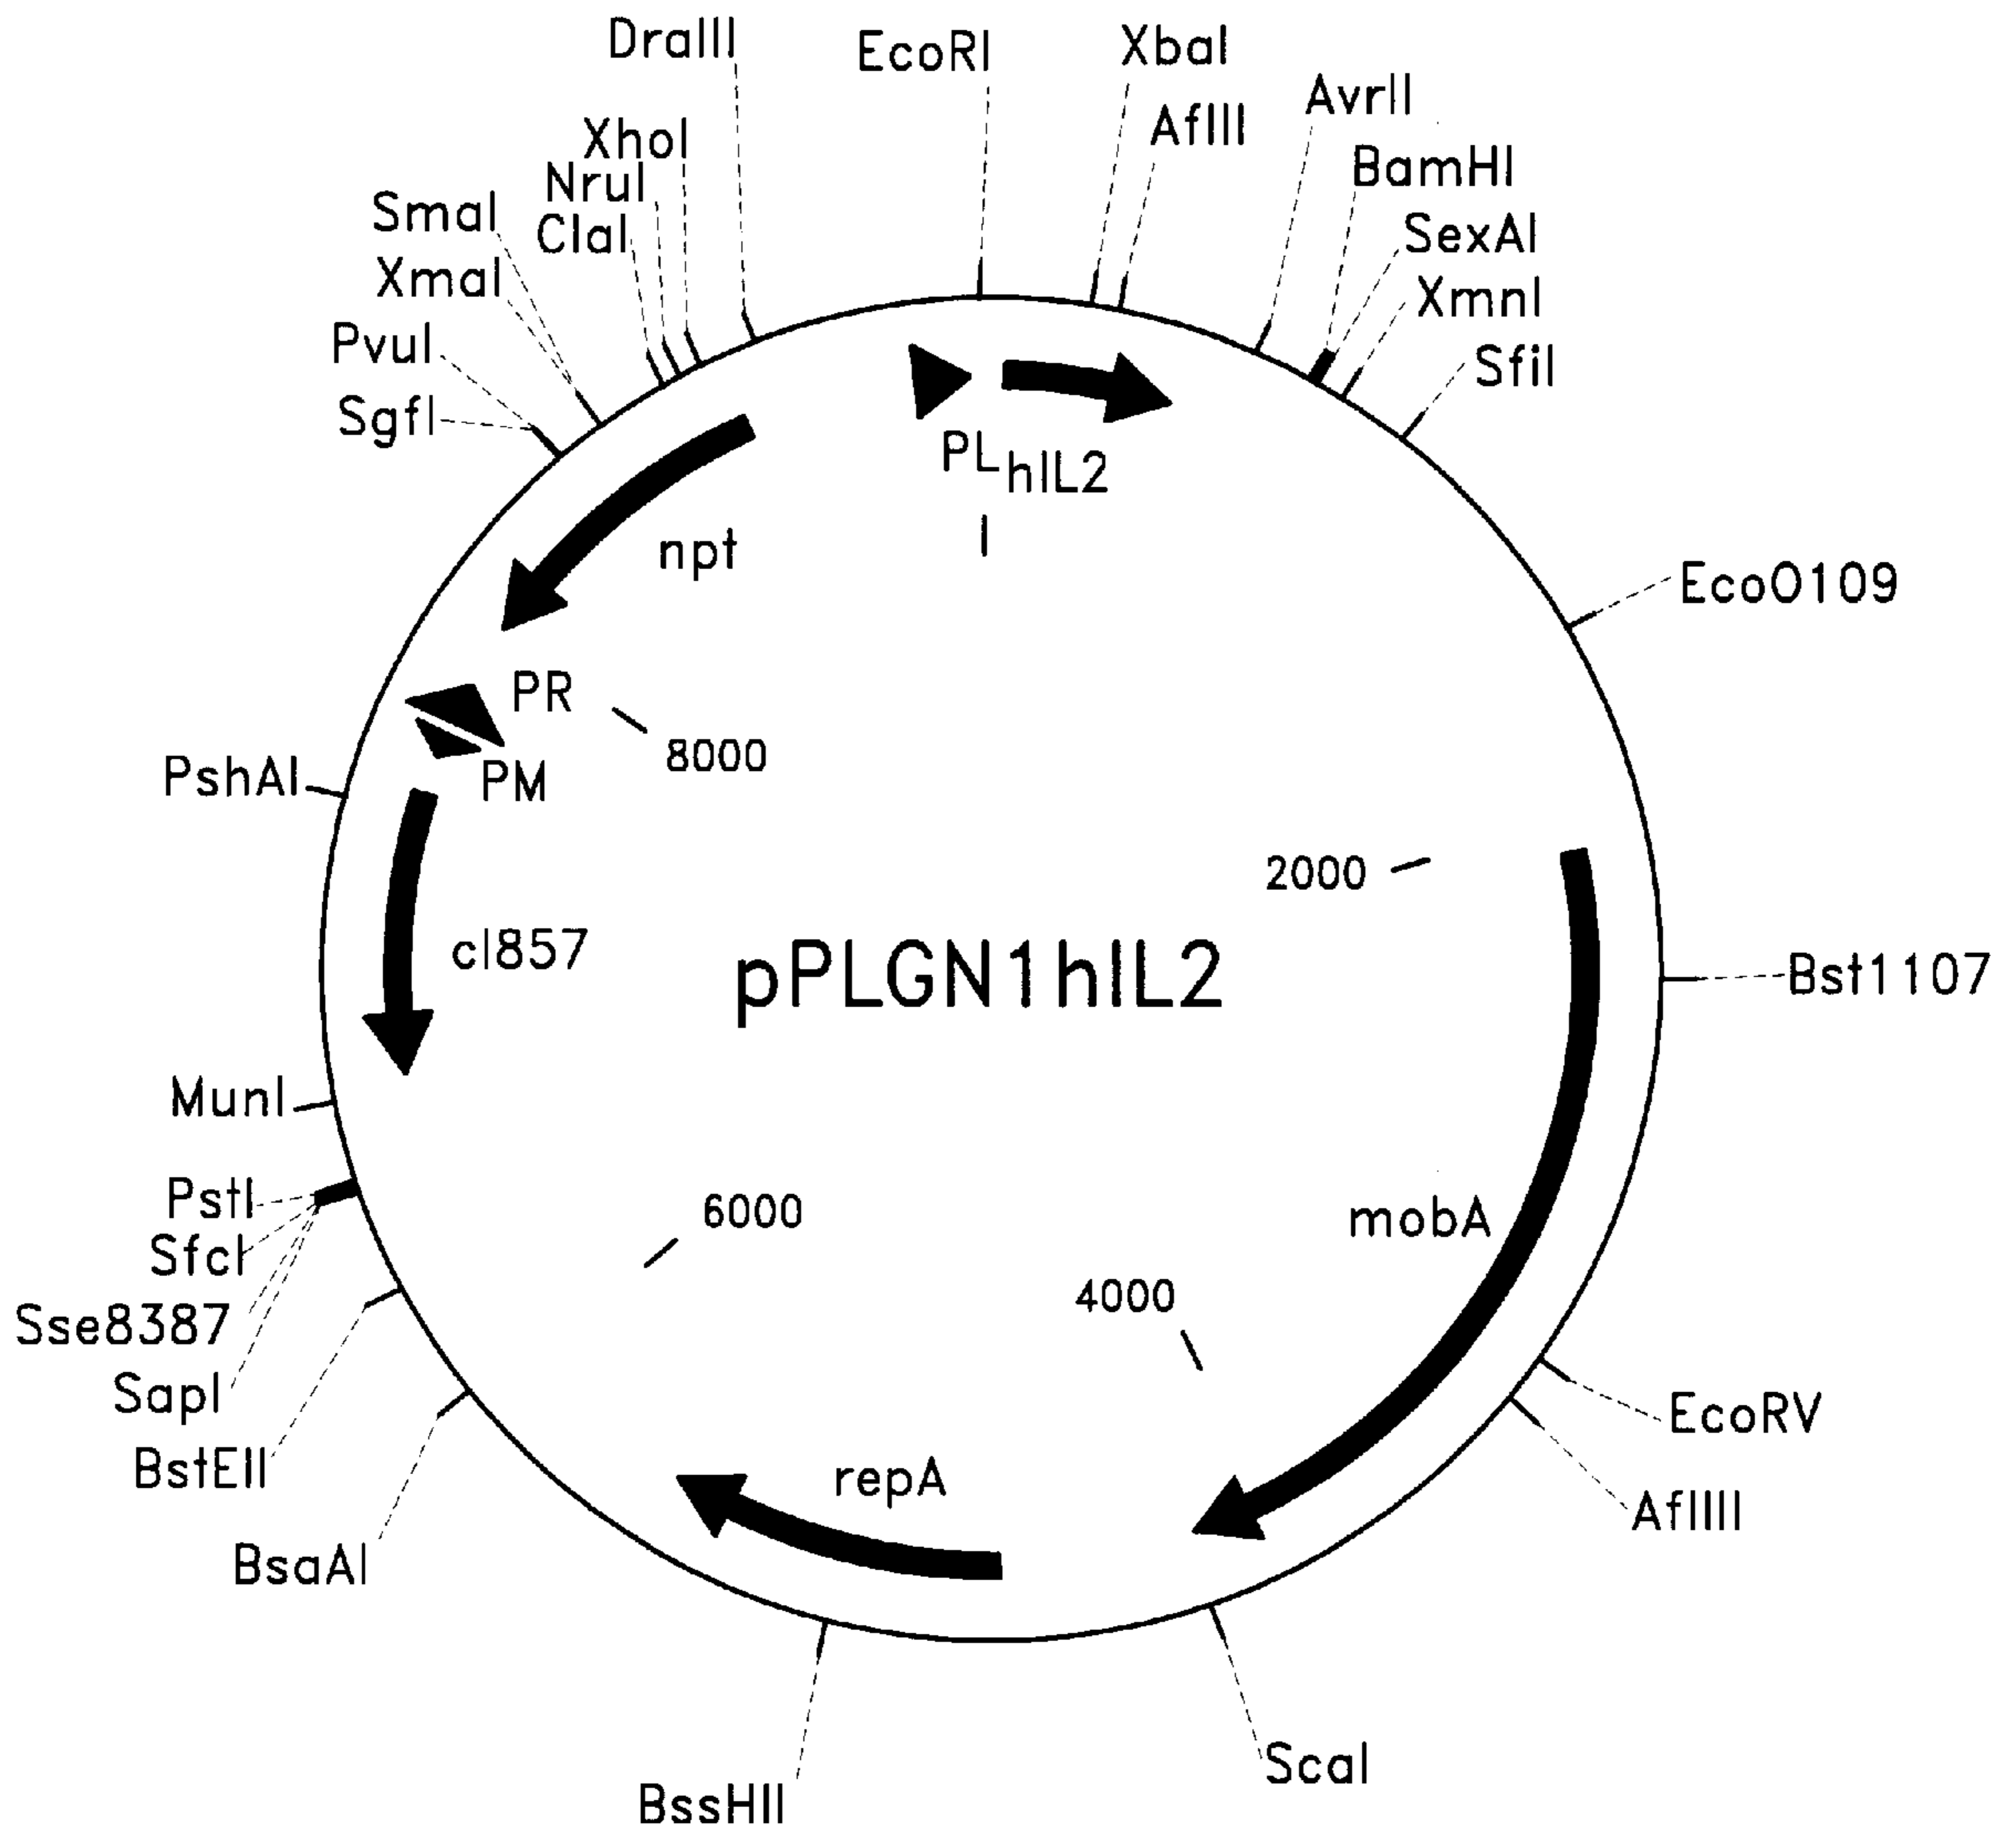 DraIII
EcoRI
XbaI
AflII
AvrII
BamHI
SexAI
XmnI
SfiI
XhoI
NruI
ClaI
SmaI
XmaI
PvuI
SgfI
PL
hIL2
1
npt
EcoO109
PR
8000
PM
PshAI
2000
cI857
pPLGN1hIL2
Bst1107
MunI
PstI
SfcI
Sse8387
SapI
BstEII
BsaAI
6000
mobA
4000
EcoRV
AflIII
repA
ScaI
BssHII